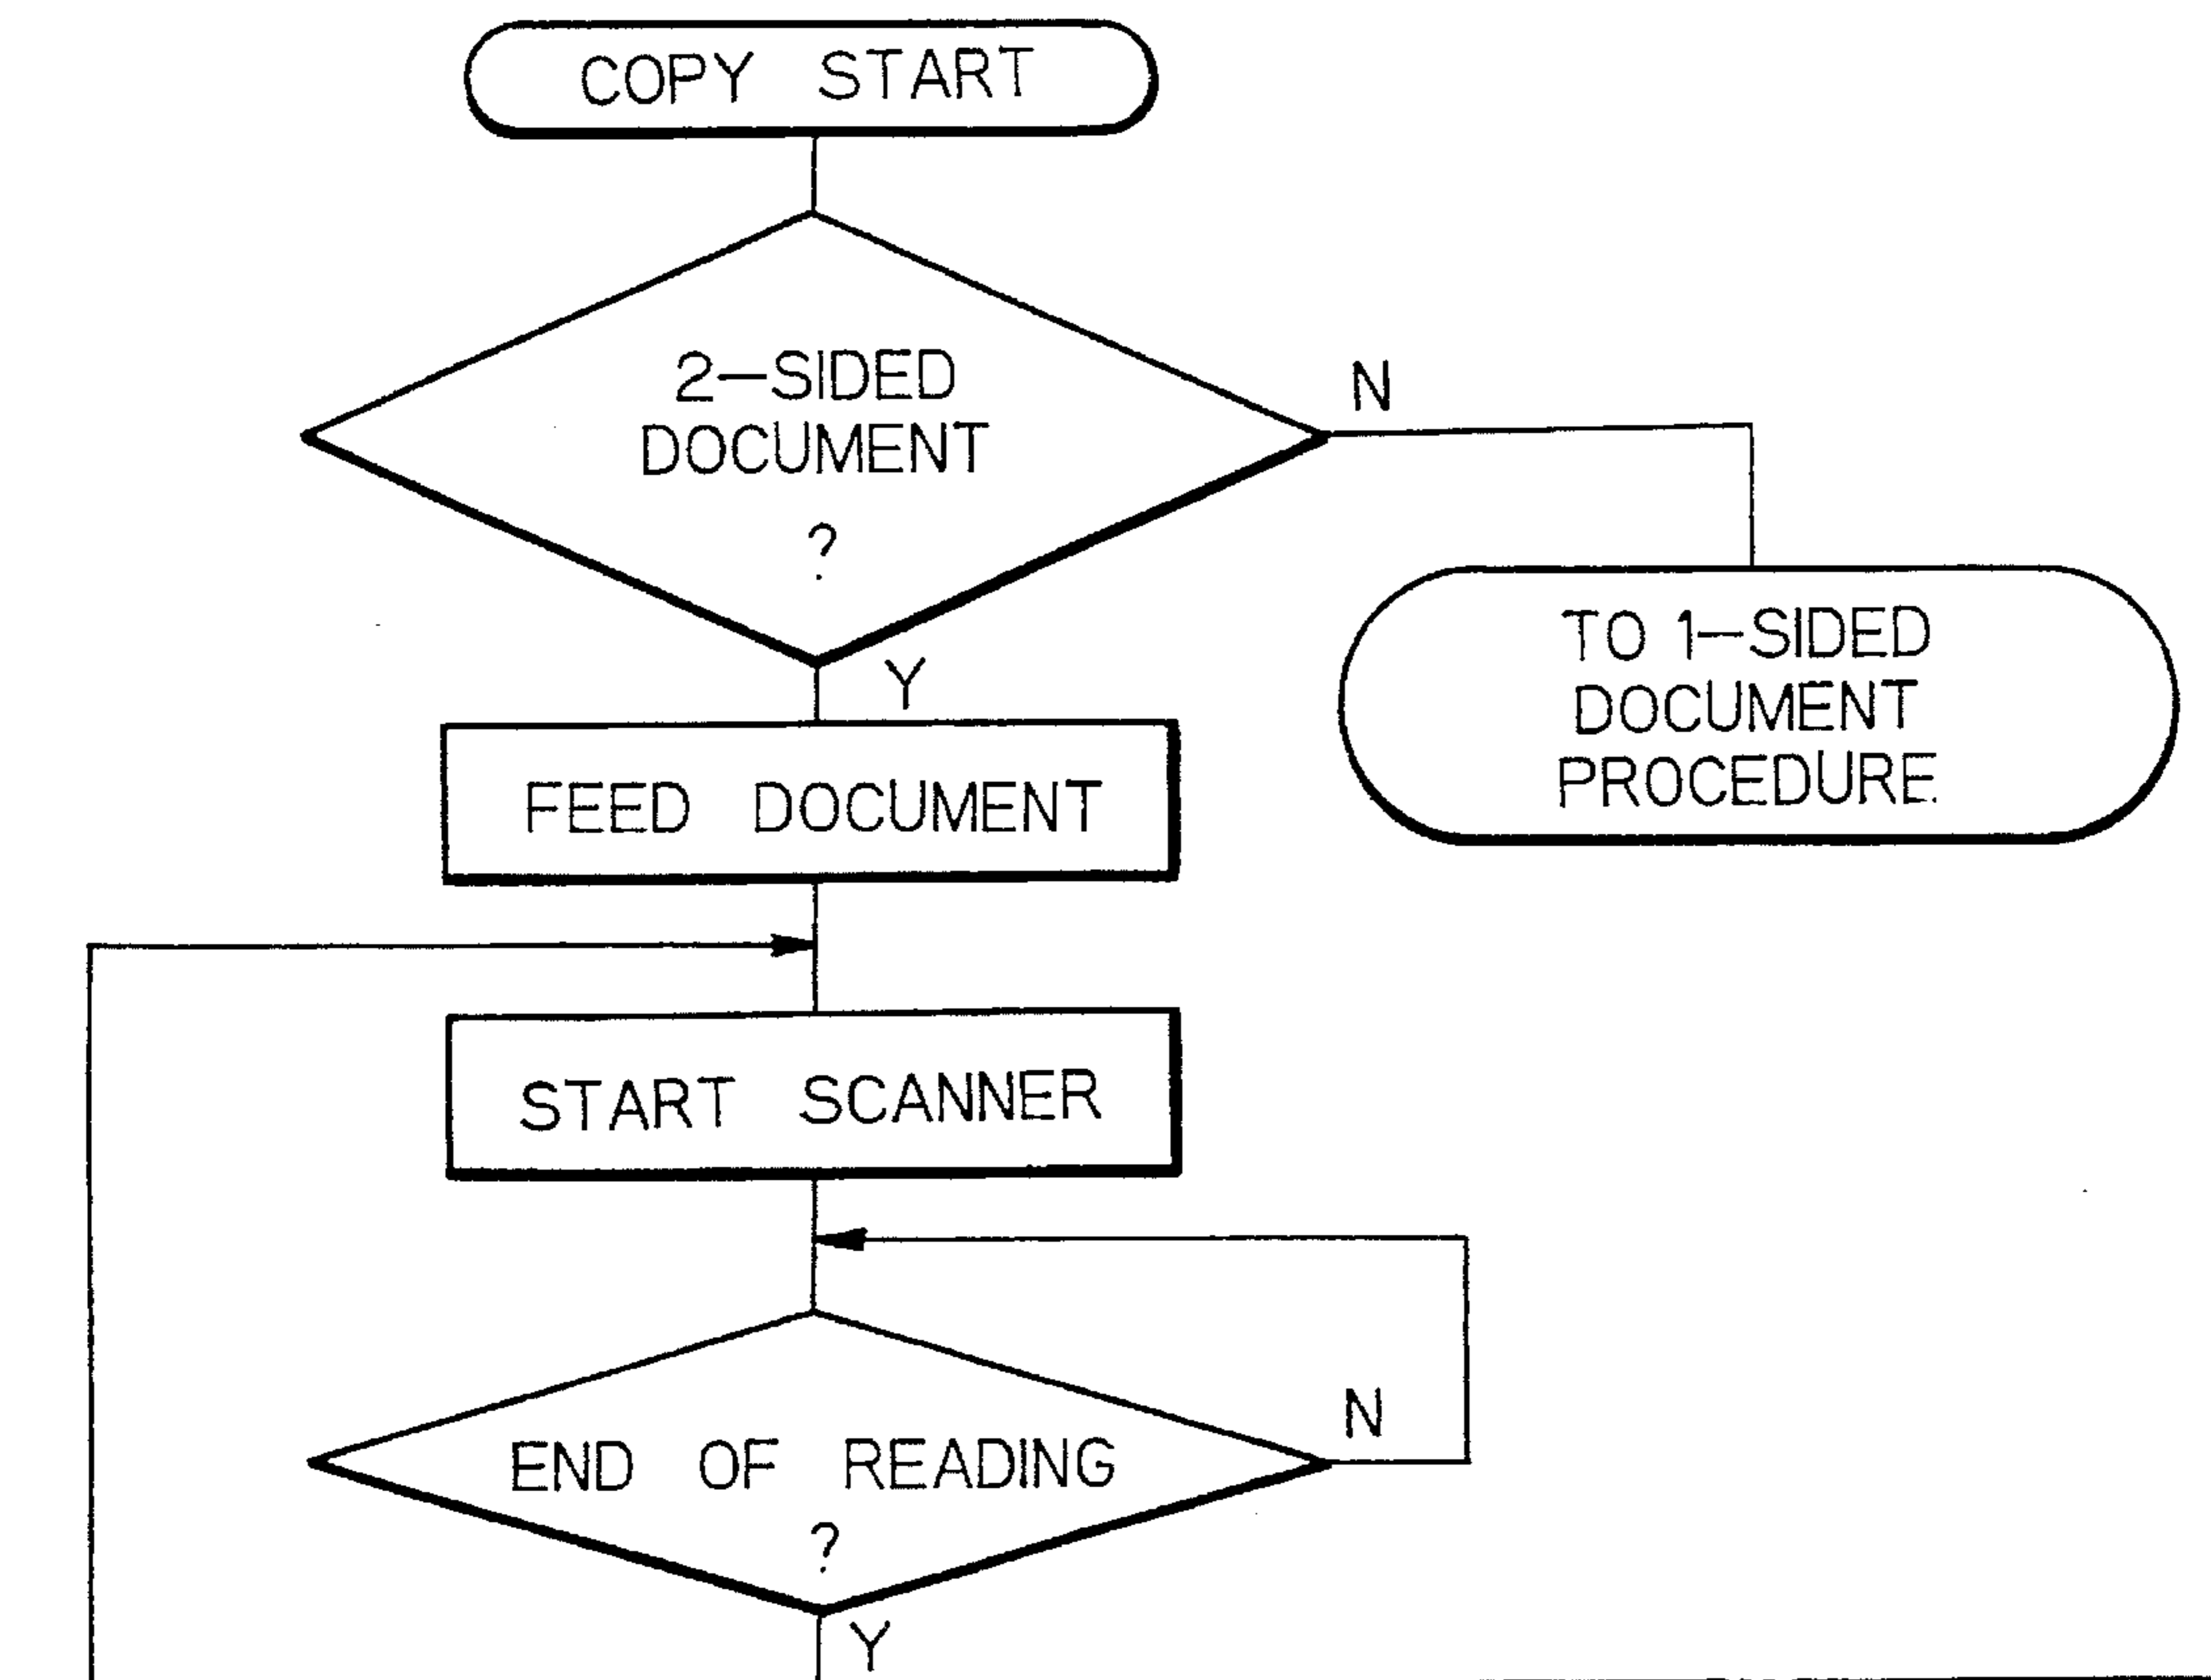 COPY START
2-SIDED
DOCUMENT
?
N
Y
TO 1-SIDED
DOCUMENT
PROCEDURE
FEED DOCUMENT
START SCANNER
END OF READING
?
N
Y